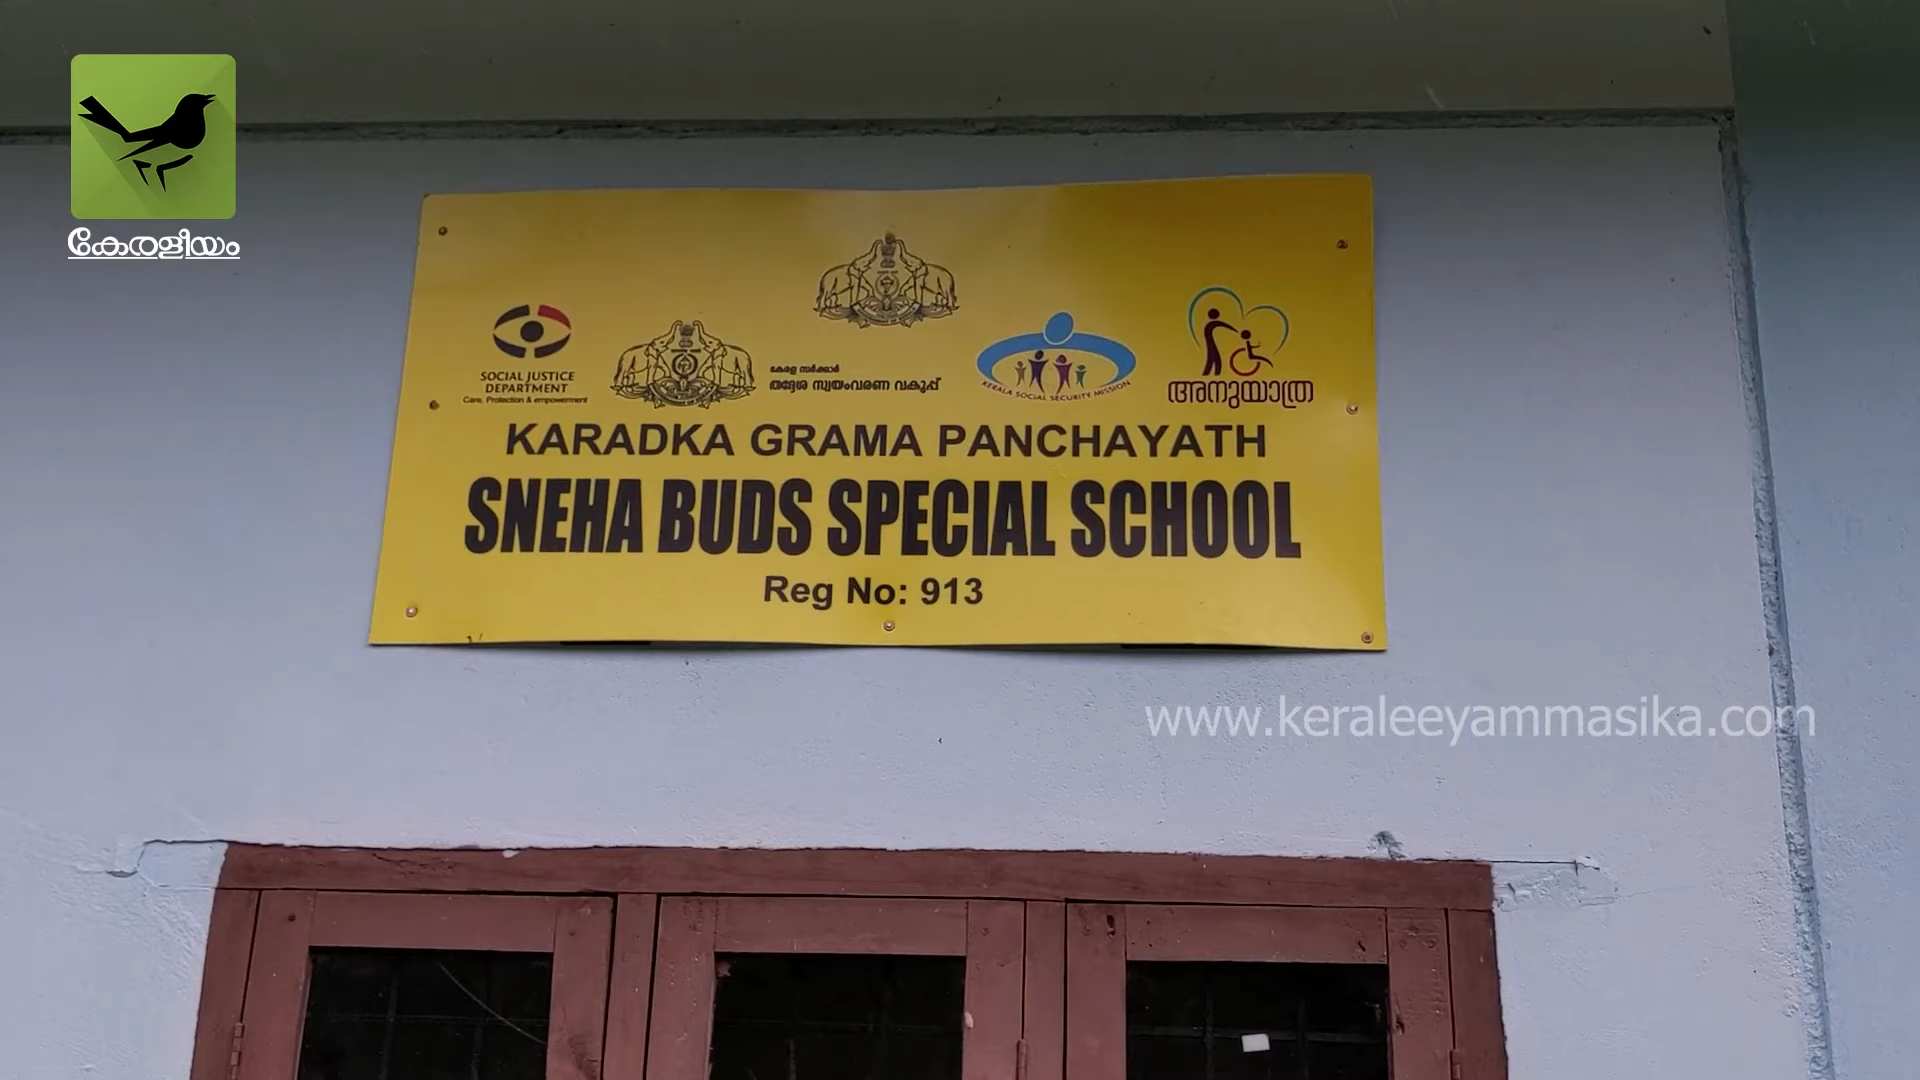 കേരളീയം
SOCIAL JUSTICE
DEPARTMENT
Care, Protection & empowerment
കേരള സർക്കാർ
തദ്ദേശ സ്വയംവരണ വകുപ്പ്
KERALA SOCIAL SECURITY MISSION
അനുയാത്ര
KARADKA GRAMA PANCHAYATH
SNEHA BUDS SPECIAL SCHOOL
Reg No: 913
www.keraleeyammasika.com